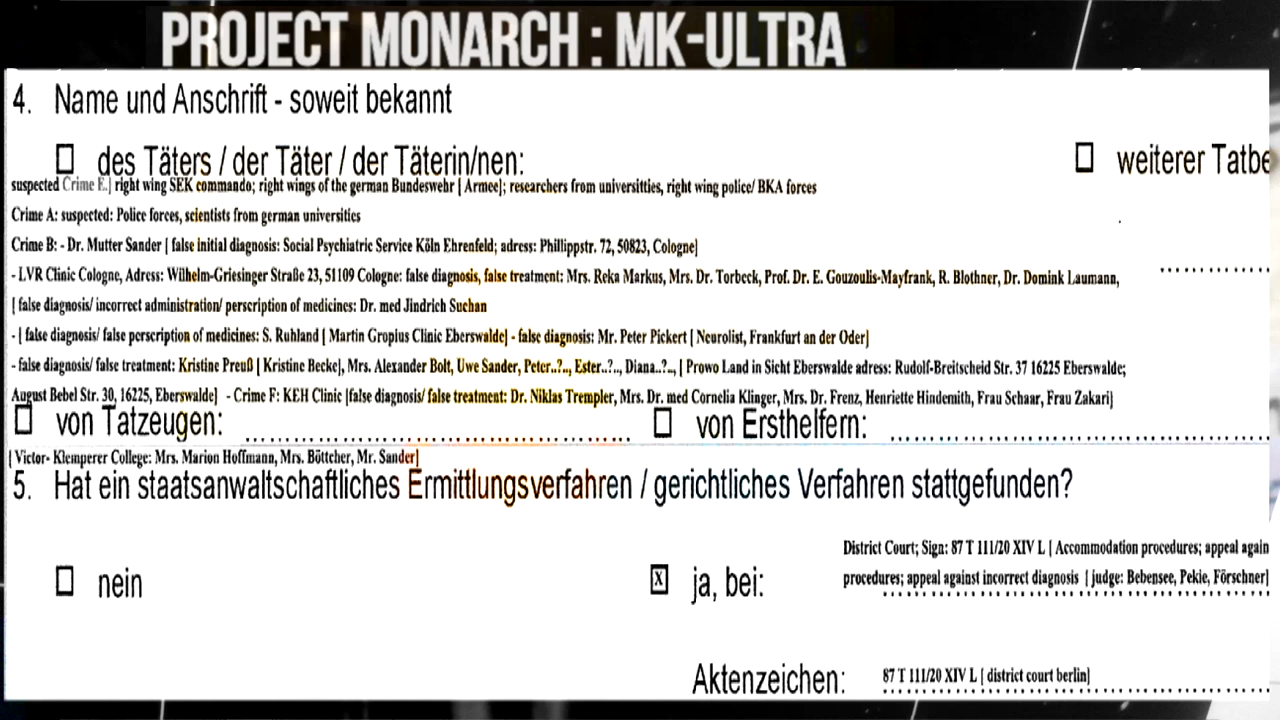 PROJECT MONARCH : MK-ULTRA
4. Name und Anschrift - soweit bekannt
☐ des Täters / der Täter / der Täterin/nen:
☐ weiterer Tatbe
suspected Crime E.] right wing SEK commando; right wings of the german Bundeswehr [ Armee]; researchers from universitties, right wing police/ BKA forces
Crime A: suspected: Police forces, scientists from german universities
Crime B: - Dr. Mutter Sander [ false initial diagnosis: Social Psychiatric Service Köln Ehrenfeld; adress: Phillippstr. 72, 50823, Cologne]
- LVR Clinic Cologne, Adress: Wilhelm-Griesinger Straße 23, 51109 Cologne: false diagnosis, false treatment: Mrs. Reka Markus, Mrs. Dr. Torbeck, Prof. Dr. E. Gouzoulis-Mayfrank, R. Blothner, Dr. Domink Laumann,
[ false diagnosis/ incorrect administration/ perscription of medicines: Dr. med Jindrich Suchan
- [ false diagnosis/ false perscription of medicines: S. Ruhland [ Martin Gropius Clinic Eberswalde] - false diagnosis: Mr. Peter Pickert [ Neurolist, Frankfurt an der Oder]
- false diagnosis/ false treatment: Kristine Preuß [ Kristine Becke], Mrs. Alexander Bolt, Uwe Sander, Peter..?.., Ester..?.., Diana..?.., [ Prowo Land in Sicht Eberswalde adress: Rudolf-Breitscheid Str. 37 16225 Eberswalde;
August Bebel Str. 30, 16225, Eberswalde] - Crime F: KEH Clinic [false diagnosis/ false treatment: Dr. Niklas Trempler, Mrs. Dr. med Cornelia Klinger, Mrs. Dr. Frenz, Henriette Hindemith, Frau Schaar, Frau Zakari]
☐ von Tatzeugen: ☐ von Ersthelfern:
[ Victor- Klemperer College: Mrs. Marion Hoffmann, Mrs. Böttcher, Mr. Sander]
5. Hat ein staatsanwaltschaftliches Ermittlungsverfahren / gerichtliches Verfahren stattgefunden?
District Court; Sign: 87 T 111/20 XIV L [ Accommodation procedures; appeal again
☐ nein ☒ ja, bei: procedures; appeal against incorrect diagnosis [ judge: Bebensee, Pekie, Förschner]
Aktenzeichen: 87 T 111/20 XIV L [ district court berlin]